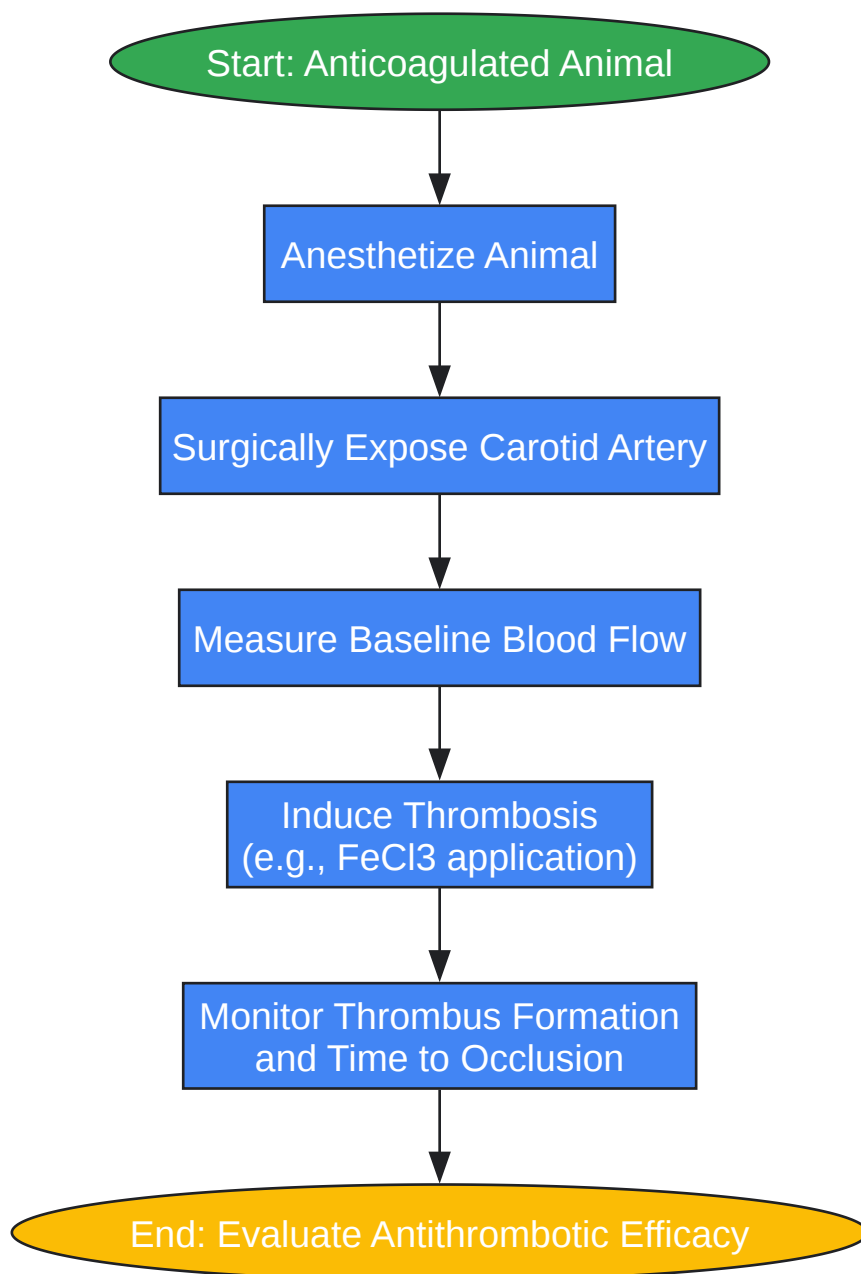 Start: Anticoagulated Animal
Anesthetize Animal
Surgically Expose Carotid Artery
Measure Baseline Blood Flow
Induce Thrombosis
(e.g., FeCl3 application)
Monitor Thrombus Formation
and Time to Occlusion
End: Evaluate Antithrombotic Efficacy